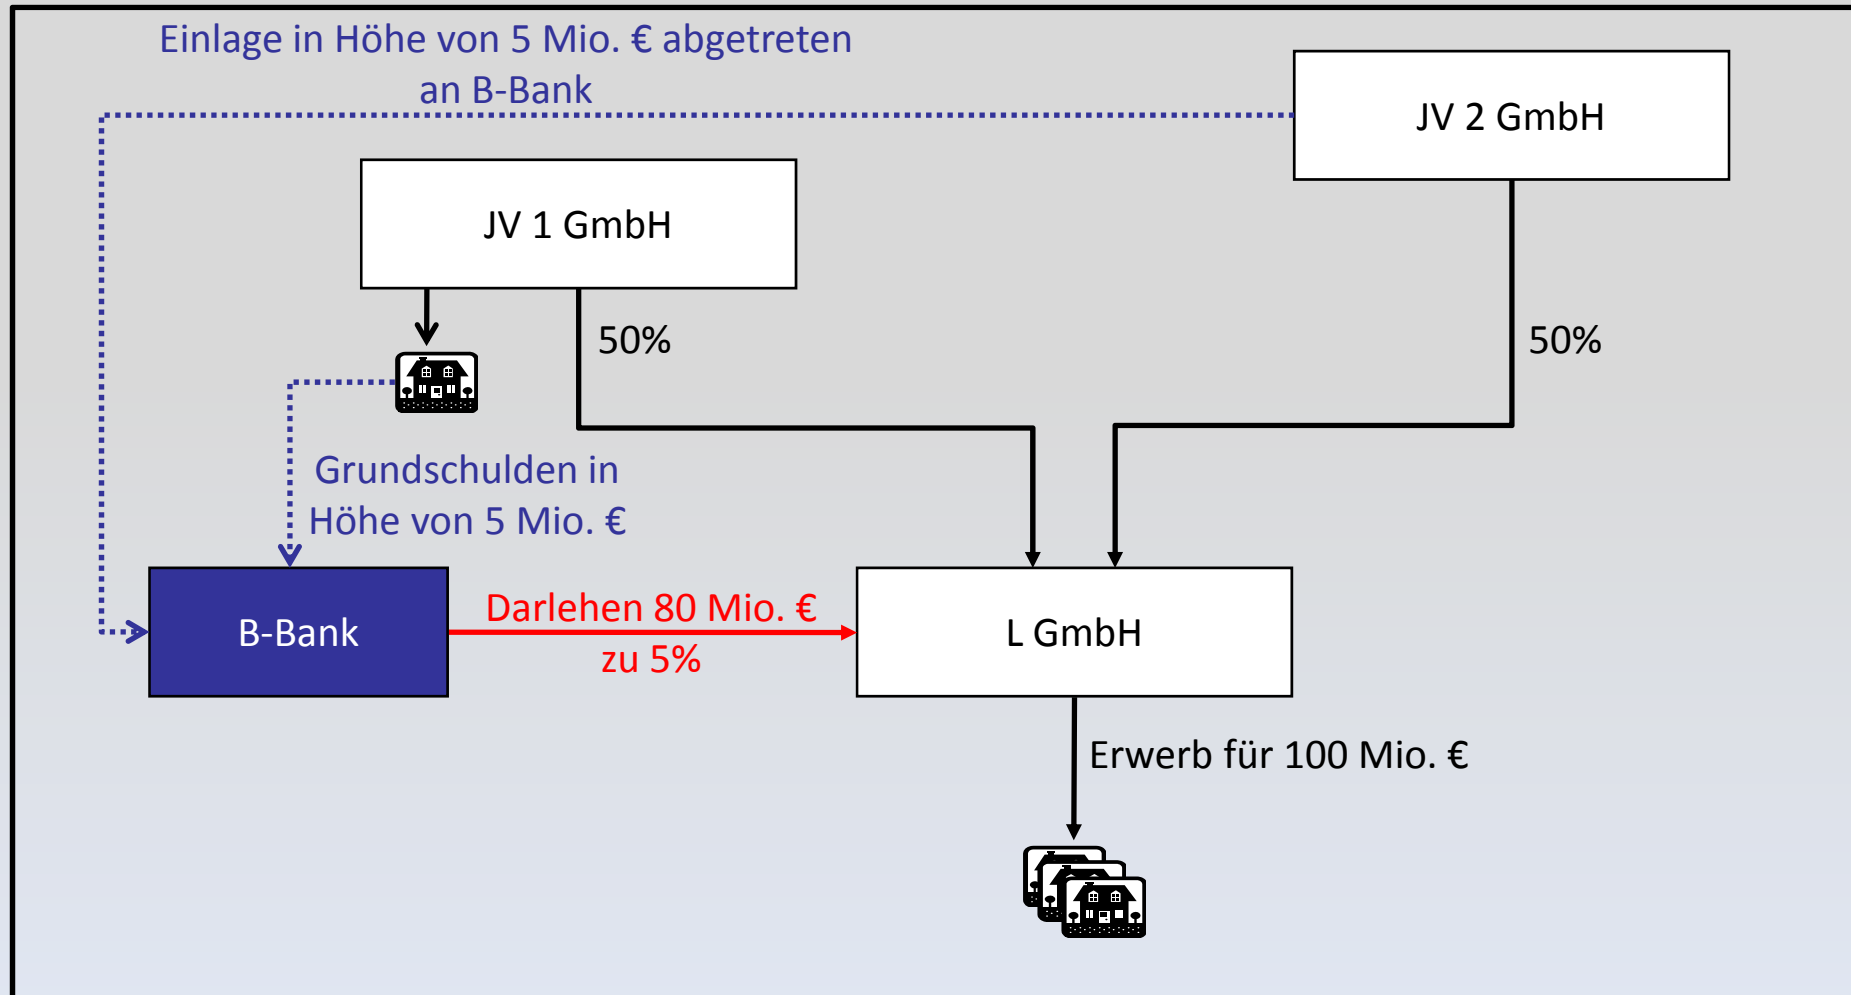 Einlage in Höhe von 5 Mio. € abgetreten
an B-Bank
JV 2 GmbH
JV 1 GmbH
50%
50%
Grundschulden in
Höhe von 5 Mio. €
B-Bank
Darlehen 80 Mio. €
zu 5%
L GmbH
Erwerb für 100 Mio. €